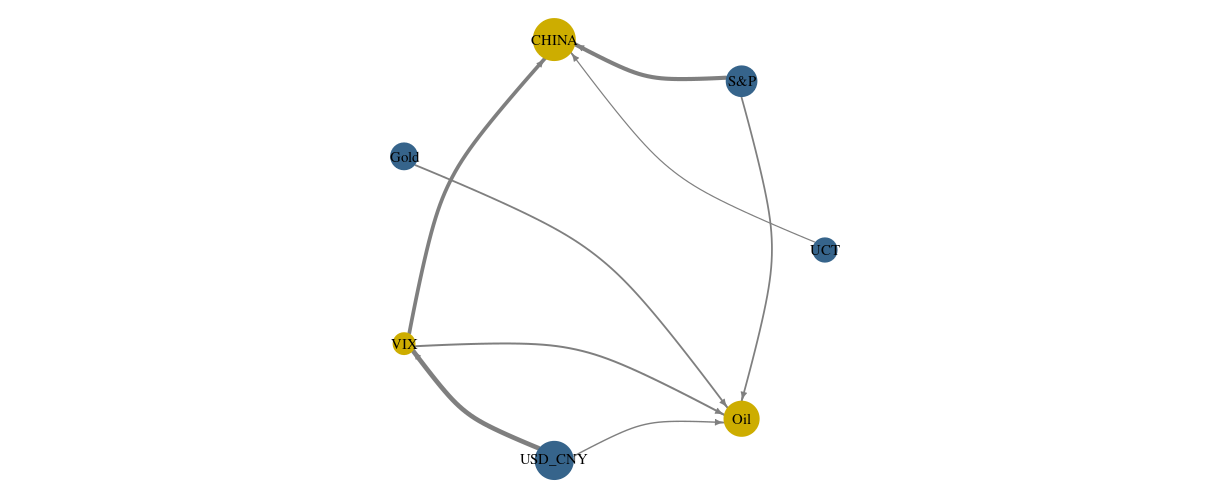 CHINA
S&P
Gold
UCT
VIX
Oil
USD_CNY